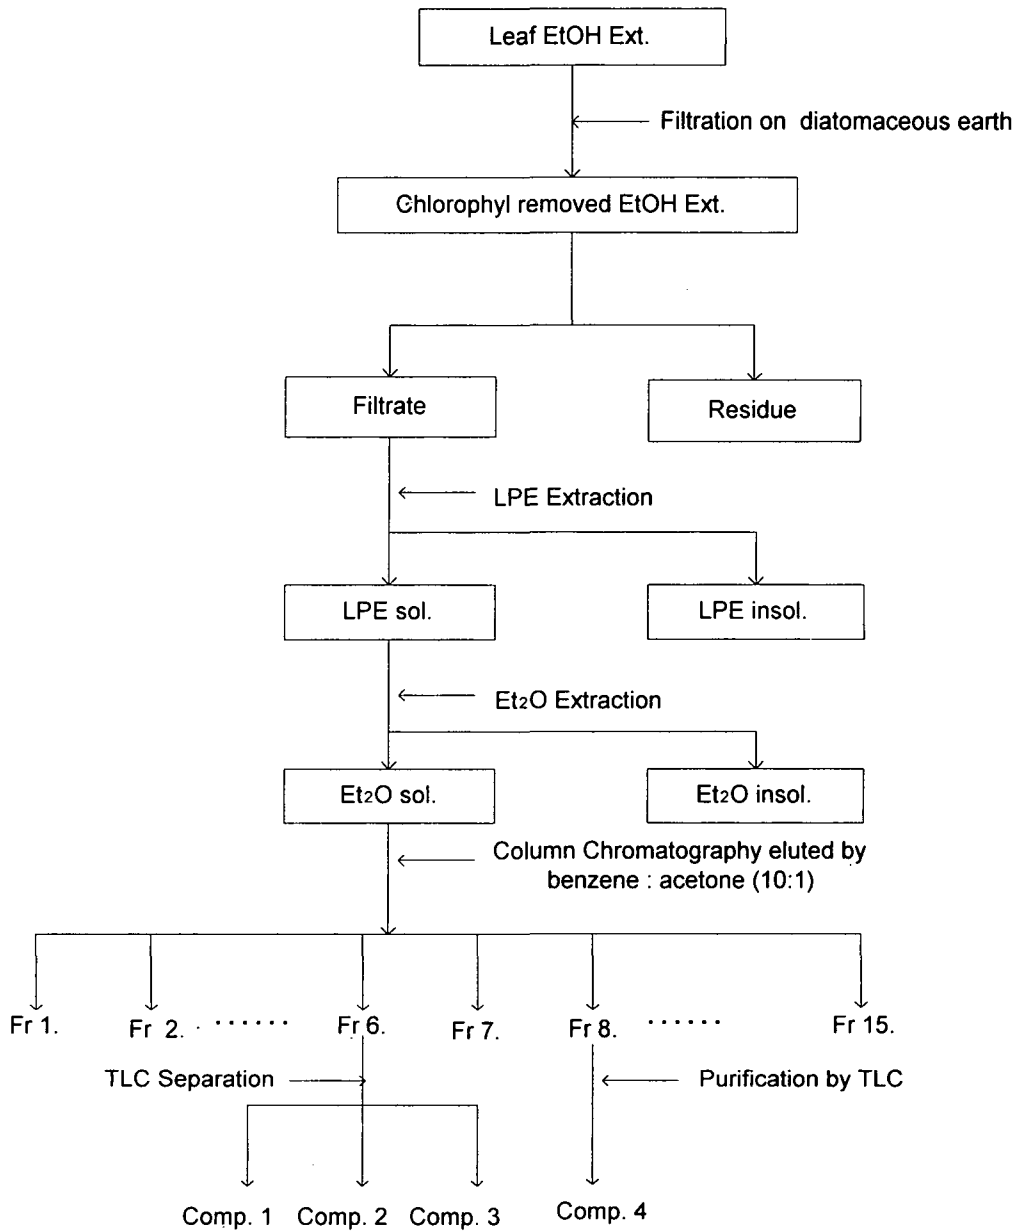 Leaf EtOH Ext.
Filtration on diatomaceous earth
Chlorophyl removed EtOH Ext.
Filtrate
Residue
LPE Extraction
LPE sol.
LPE insol.
Et₂O Extraction
Et₂O sol.
Et₂O insol.
Column Chromatography eluted by
benzene : acetone (10:1)
Fr 1. Fr 2. ...... Fr 6. Fr 7. Fr 8. ...... Fr 15.
TLC Separation
Purification by TLC
Comp. 1 Comp. 2 Comp. 3 Comp. 4